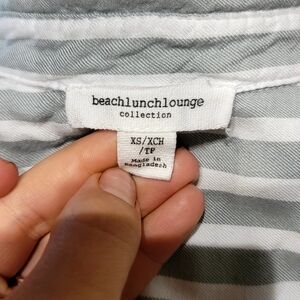 beachlunchlounge
collection
XS/XCH
/TP
Made in
Bangladesh